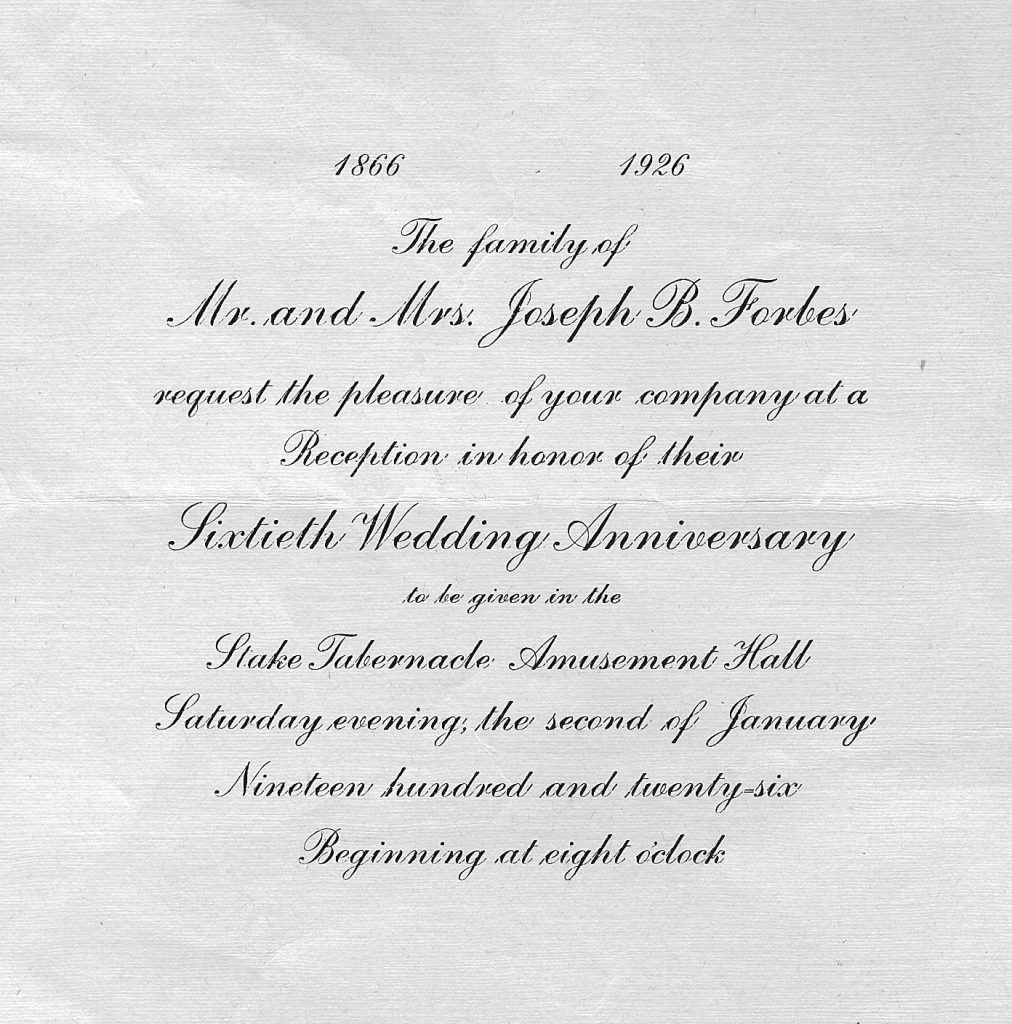 1866 1926
The family of
Mr. and Mrs. Joseph B. Forbes
request the pleasure of your company at a
Reception in honor of their
Sixtieth Wedding Anniversary
to be given in the
Stake Tabernacle Amusement Hall
Saturday evening, the second of January
Nineteen hundred and twenty-six
Beginning at eight o'clock